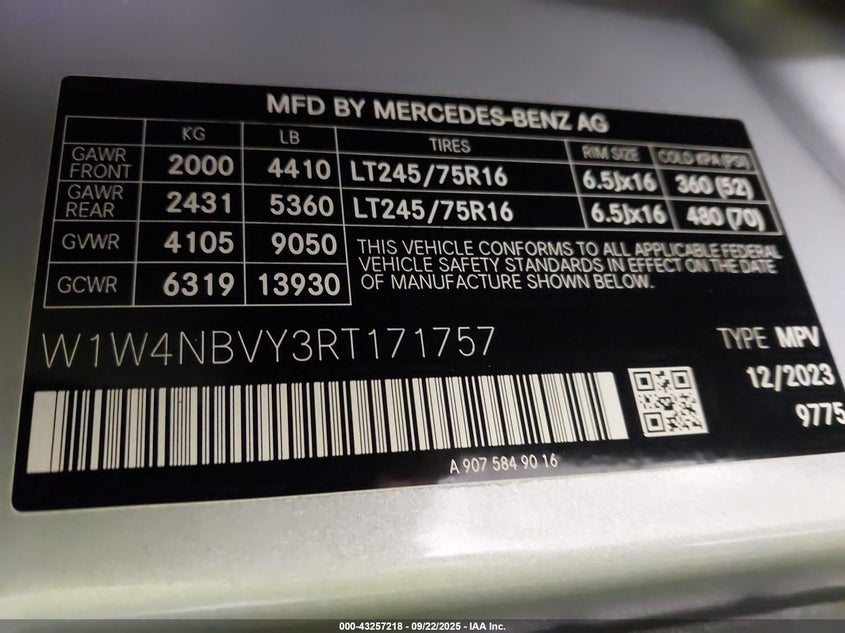 MFD BY MERCEDES-BENZ AG
KG LB TIRES RIM SIZE COLD KPA (PSI)
GAWR FRONT 2000 4410 LT245/75R16 6.5Jx16 360 (52)
GAWR REAR 2431 5360 LT245/75R16 6.5Jx16 480 (70)
GVWR 4105 9050
GCWR 6319 13930
THIS VEHICLE CONFORMS TO ALL APPLICABLE FEDERAL
VEHICLE SAFETY STANDARDS IN EFFECT ON THE DATE
OF MANUFACTURE SHOWN BELOW.
W1W4NBVY3RT171757 TYPE MPV
12/2023
9775
A 907 584 90 16
000-43257218 - 09/22/2025 - IAA Inc.